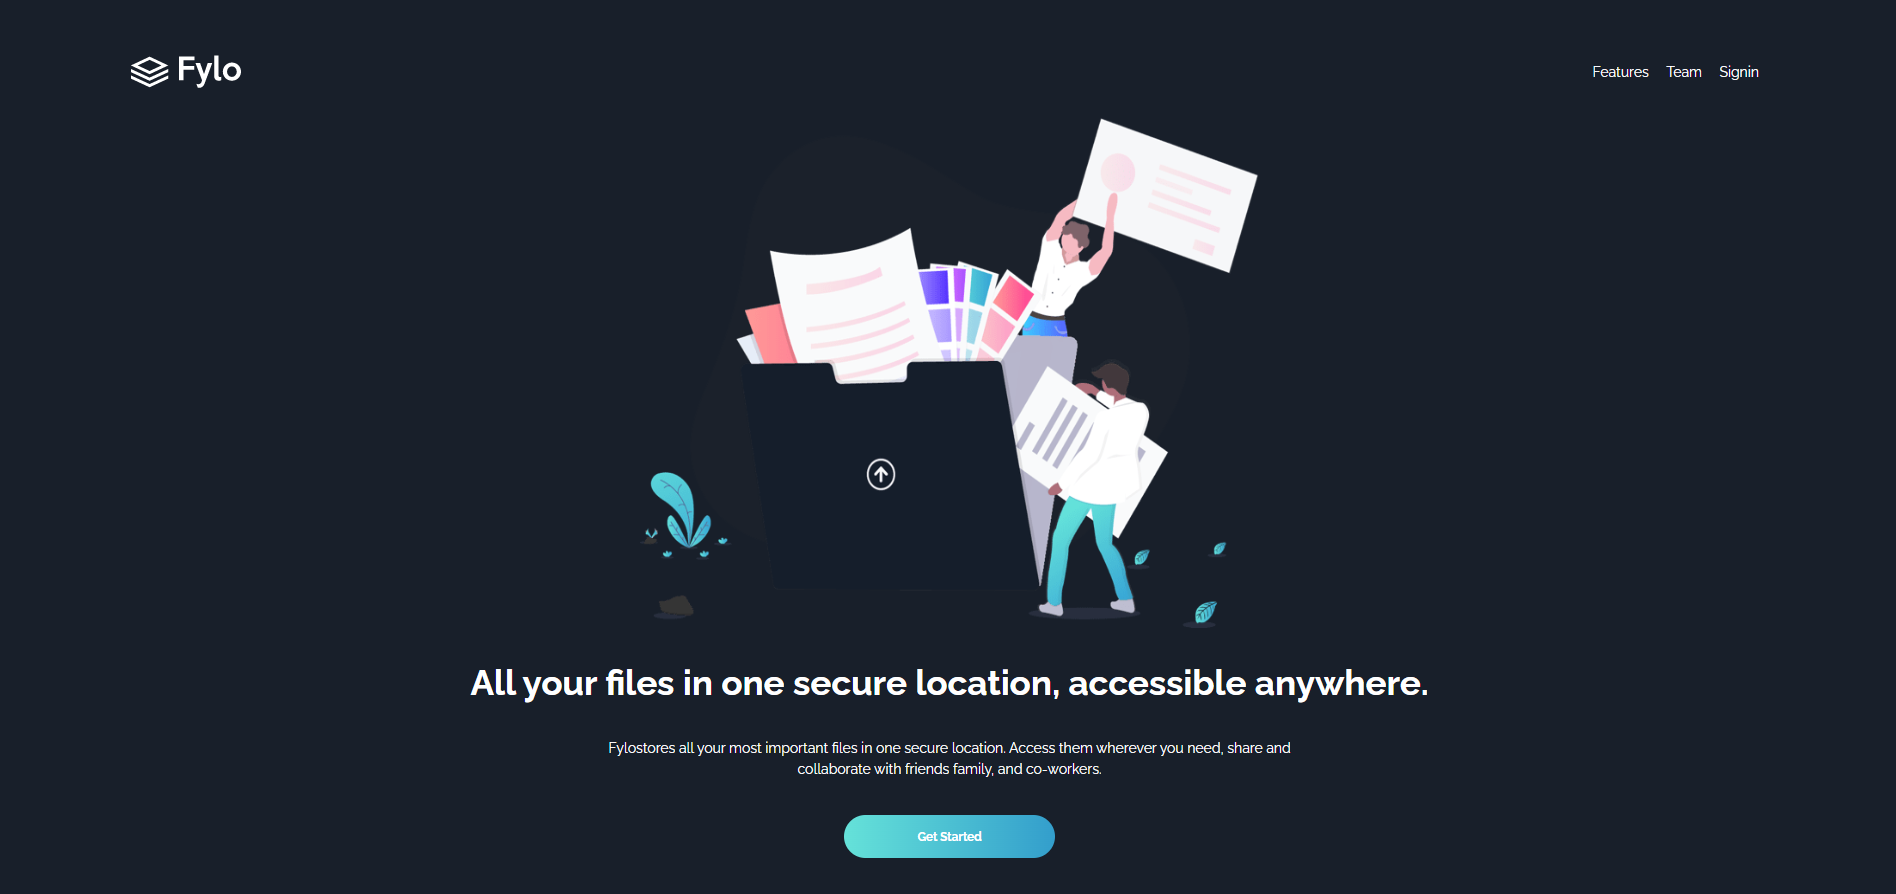 Fylo
Features Team Signin
All your files in one secure location, accessible anywhere.
Fylostores all your most important files in one secure location. Access them wherever you need, share and
collaborate with friends family, and co-workers.
Get Started